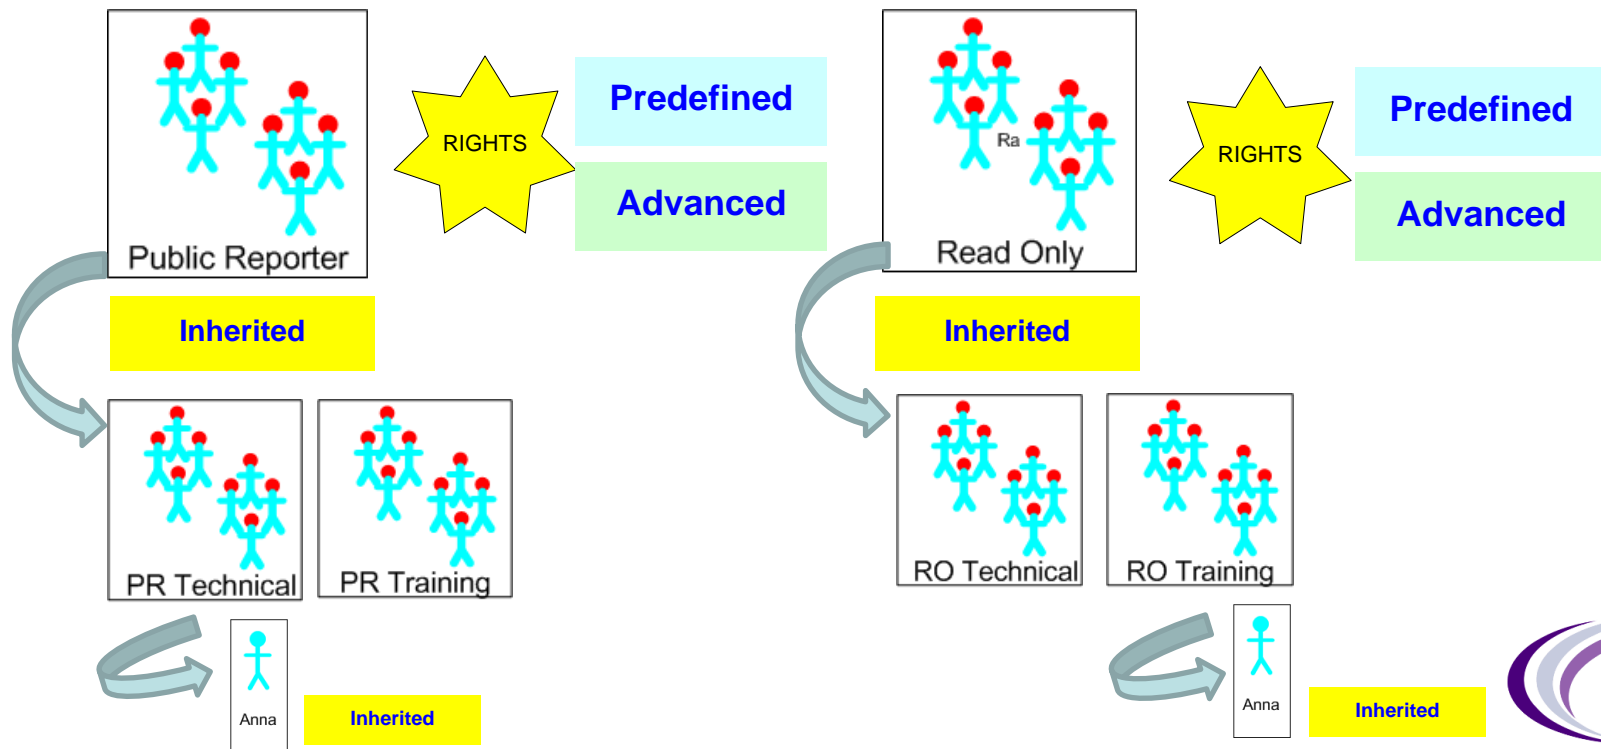 RIGHTS
Predefined
Advanced
Public Reporter
Inherited
PR Technical
PR Training
Anna
Inherited
Ra
RIGHTS
Predefined
Advanced
Read Only
Inherited
RO Technical
RO Training
Anna
Inherited